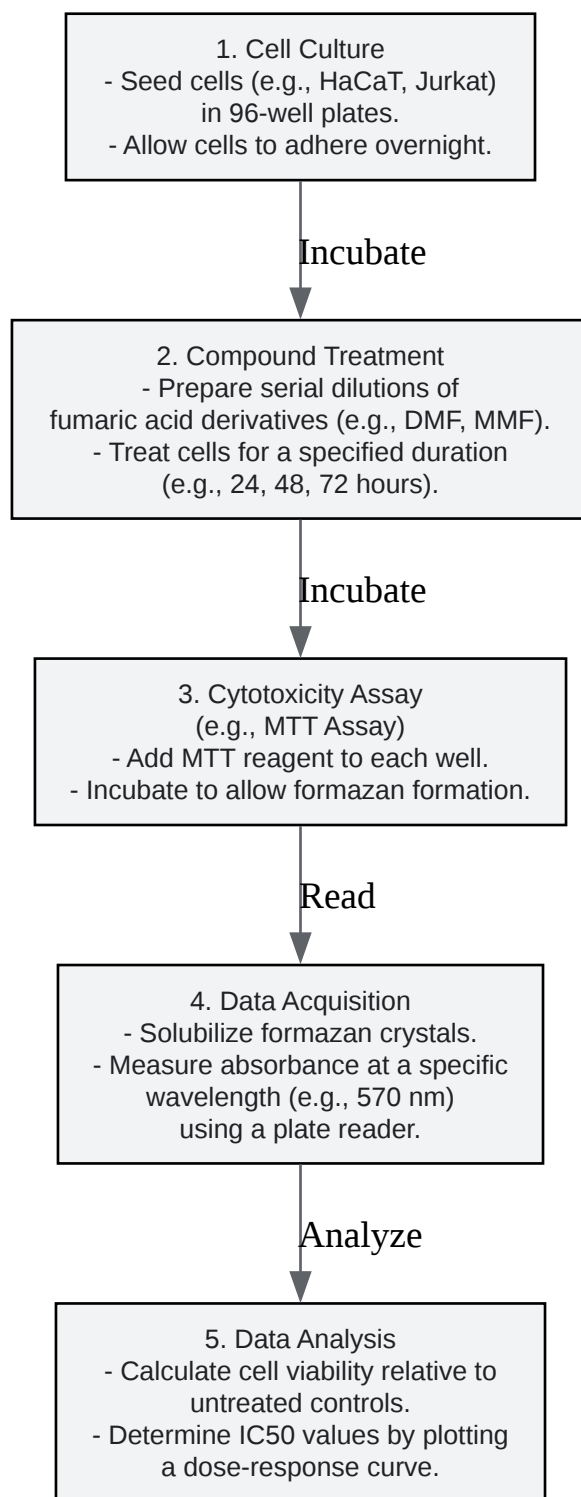 1. Cell Culture
- Seed cells (e.g., HaCaT, Jurkat)
in 96-well plates.
- Allow cells to adhere overnight.
Incubate
2. Compound Treatment
- Prepare serial dilutions of
fumaric acid derivatives (e.g., DMF, MMF).
- Treat cells for a specified duration
(e.g., 24, 48, 72 hours).
Incubate
3. Cytotoxicity Assay
(e.g., MTT Assay)
- Add MTT reagent to each well.
- Incubate to allow formazan formation.
Read
4. Data Acquisition
- Solubilize formazan crystals.
- Measure absorbance at a specific
wavelength (e.g., 570 nm)
using a plate reader.
Analyze
5. Data Analysis
- Calculate cell viability relative to
untreated controls.
- Determine IC50 values by plotting
a dose-response curve.